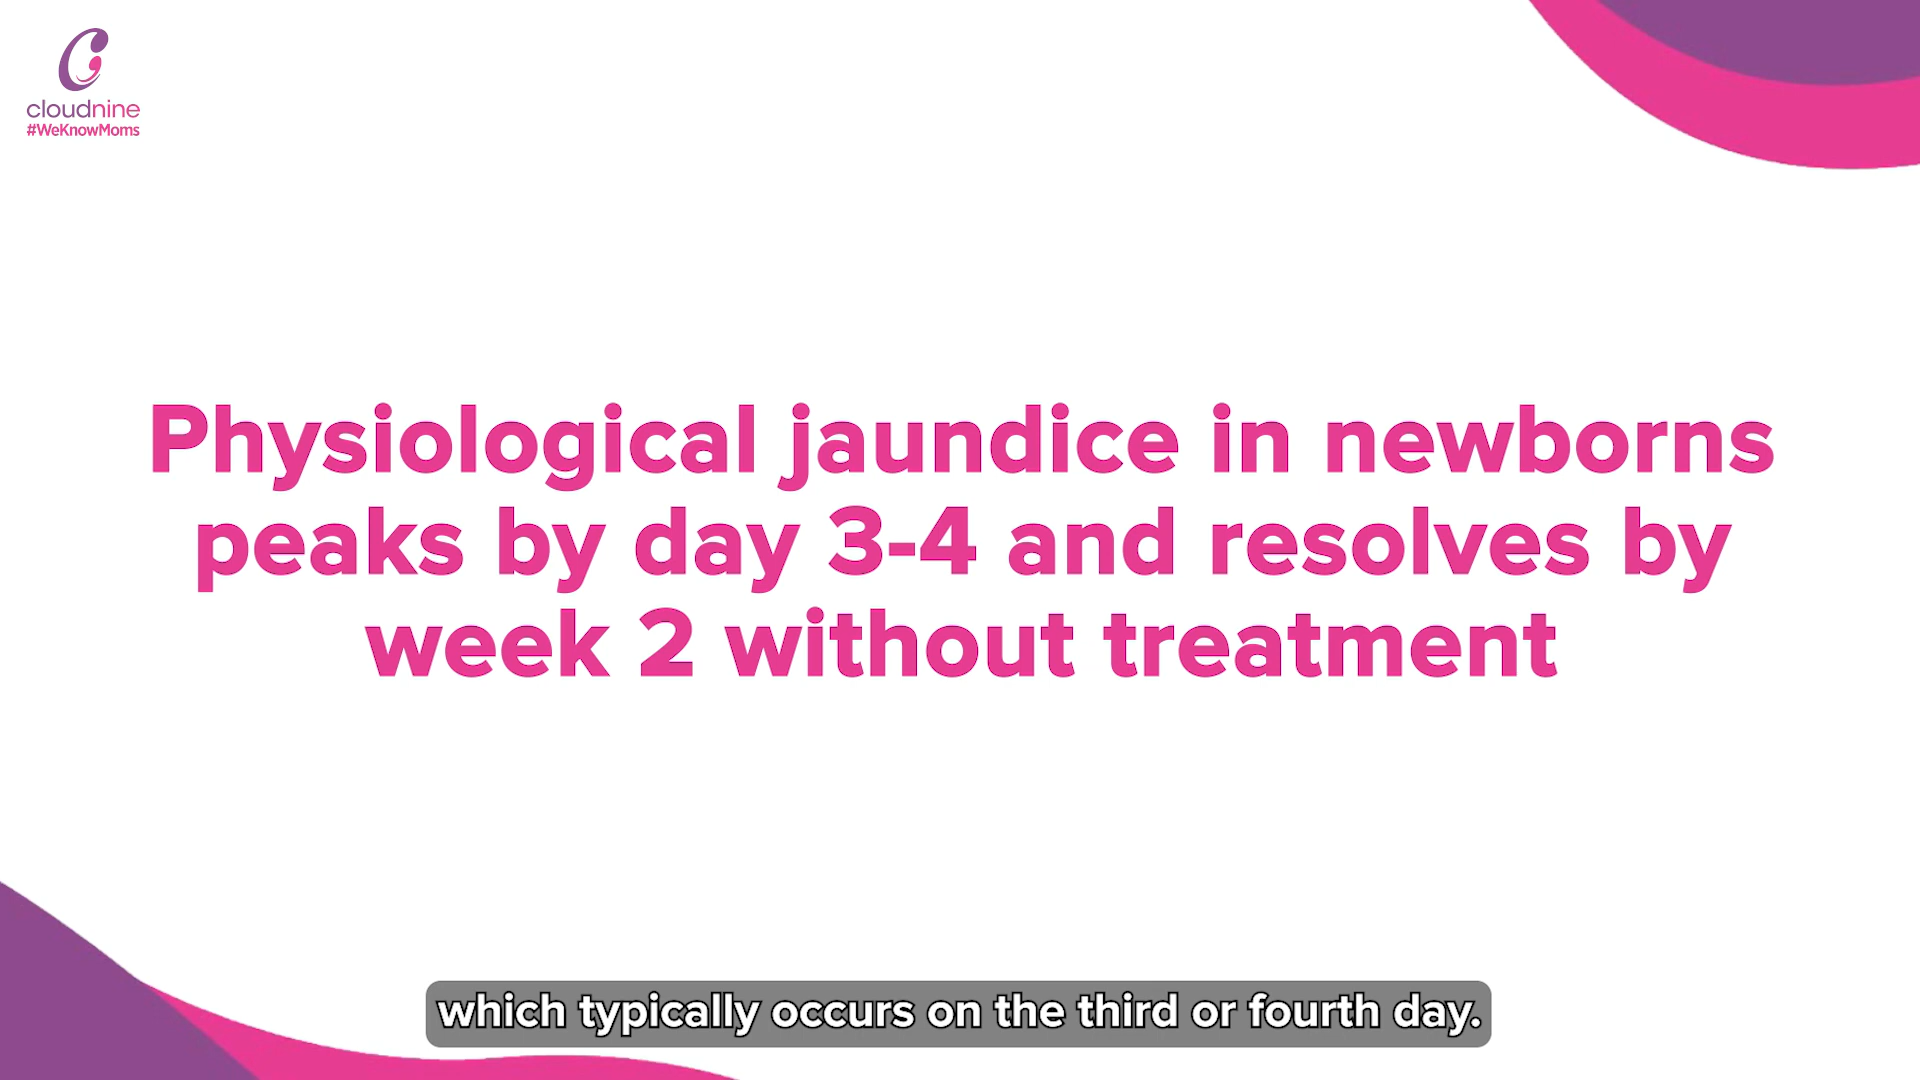 cloudnine
#WeKnowMoms
Physiological jaundice in newborns
peaks by day 3-4 and resolves by
week 2 without treatment
which typically occurs on the third or fourth day.